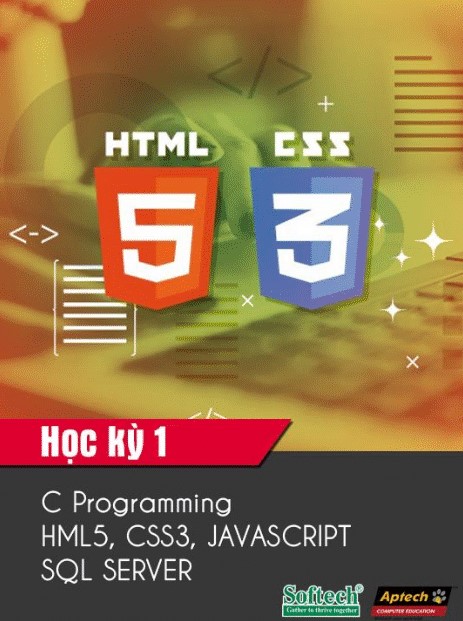 </>
HTML CSS
5 3
<->
</>
Học kỳ 1
C Programming
HML5, CSS3, JAVASCRIPT
SQL SERVER
Softech®
Gather to thrive together
Aptech
COMPUTER EDUCATION